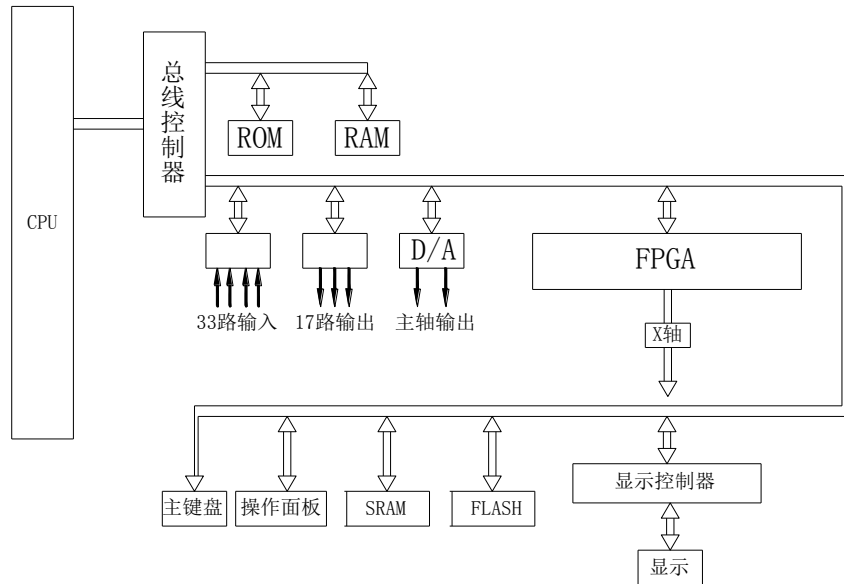 CPU
总线控制器
ROM
RAM
D/A
FPGA
33路输入
17路输出
主轴输出
X轴
主键盘
操作面板
SRAM
FLASH
显示控制器
显示